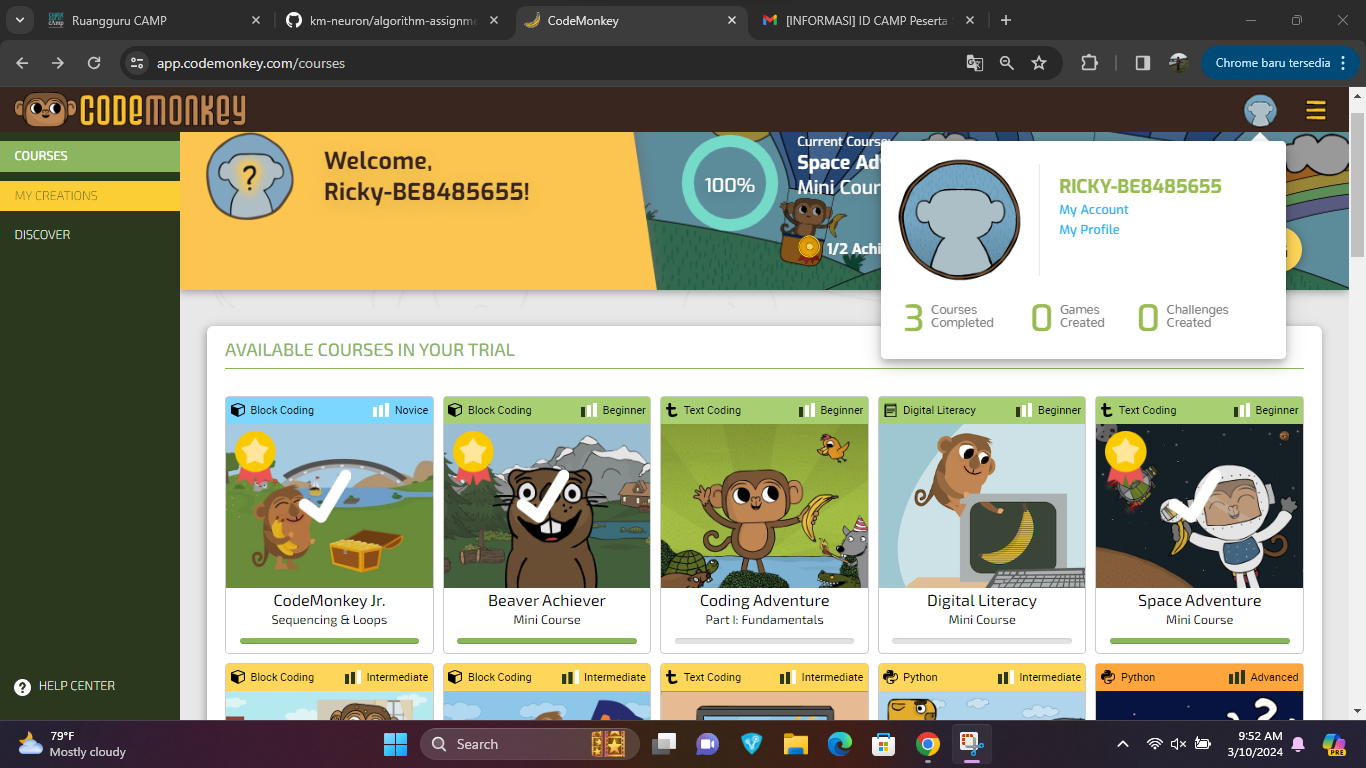 Ruangguru CAMP
km-neuron/algorithm-assignme
CodeMonkey
[INFORMASI] ID CAMP Peserta
app.codemonkey.com/courses
Chrome baru tersedia
CODEMONKEY
COURSES
MY CREATIONS
DISCOVER
HELP CENTER
?
Welcome,
Ricky-BE8485655!
100%
Current Course:
Space Ad
Mini Cour
1/2 Achi
RICKY-BE8485655
My Account
My Profile
3 Courses Completed
0 Games Created
0 Challenges Created
AVAILABLE COURSES IN YOUR TRIAL
Block Coding Novice
CodeMonkey Jr.
Sequencing & Loops
Block Coding Beginner
Beaver Achiever
Mini Course
Text Coding Beginner
Coding Adventure
Part I: Fundamentals
Digital Literacy Beginner
Digital Literacy
Mini Course
Text Coding Beginner
Space Adventure
Mini Course
Block Coding Intermediate
Block Coding Intermediate
Text Coding Intermediate
Python Intermediate
Python Advanced
79°F
Mostly cloudy
Search
9:52 AM
3/10/2024
PRE